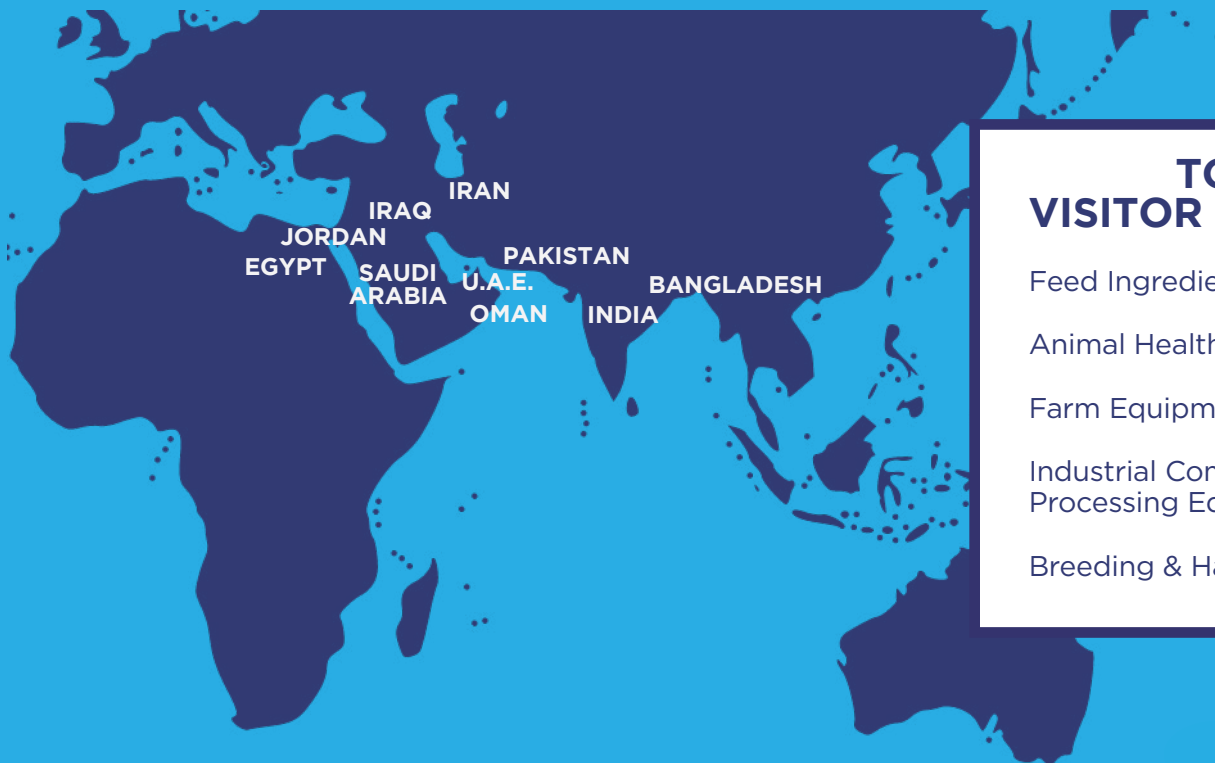 IRAN
IRAQ
JORDAN
EGYPT
SAUDI
ARABIA
U.A.E.
OMAN
PAKISTAN
INDIA
BANGLADESH
VISITOR
Feed
Animal
Farm
Industrial
Processing
Breeding &